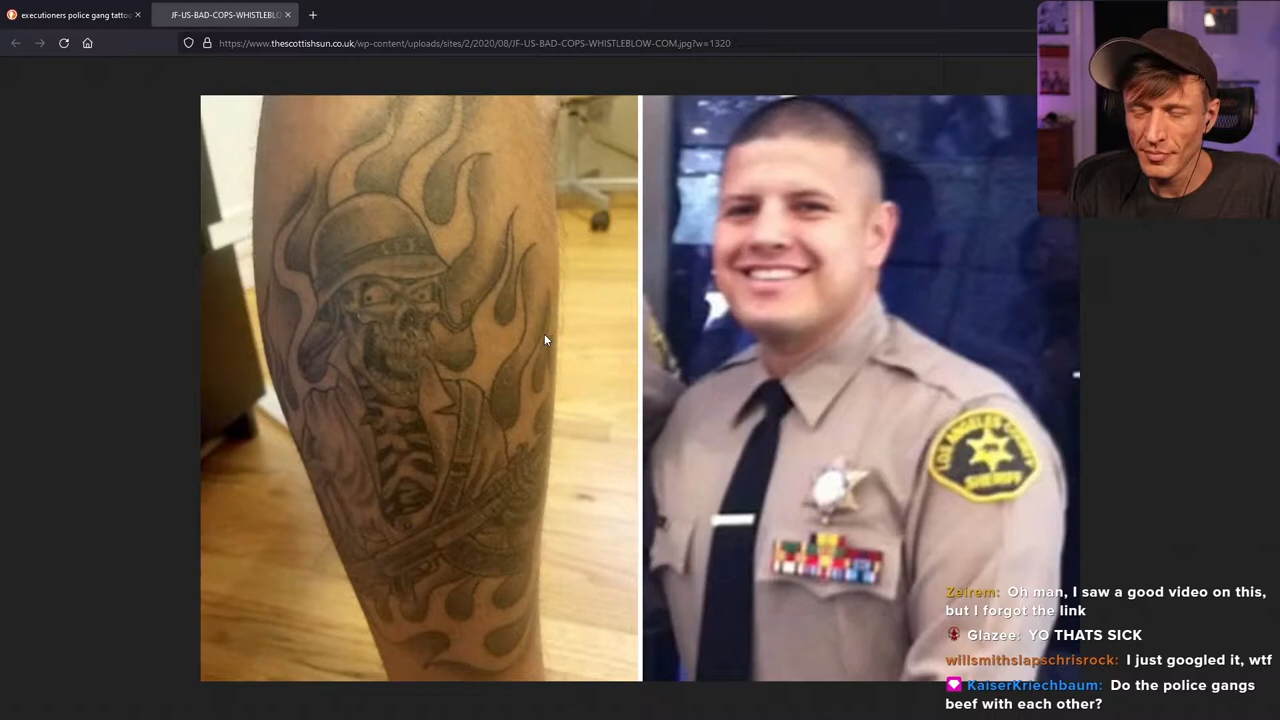 executioners police gang tatto
JF-US-BAD-COPS-WHISTLEBLO
https://www.thescottishsun.co.uk/wp-content/uploads/sites/2/2020/08/JF-US-BAD-COPS-WHISTLEBLOW-COM.jpg?w=1320
LOS ANGELES COUNTY
SHERIFF
Zeirem: Oh man, I saw a good video on this,
but I forgot the link
Glazee: YO THATS SICK
willsmithslapschrisrock: I just googled it, wtf
KaiserKriechbaum: Do the police gangs
beef with each other?